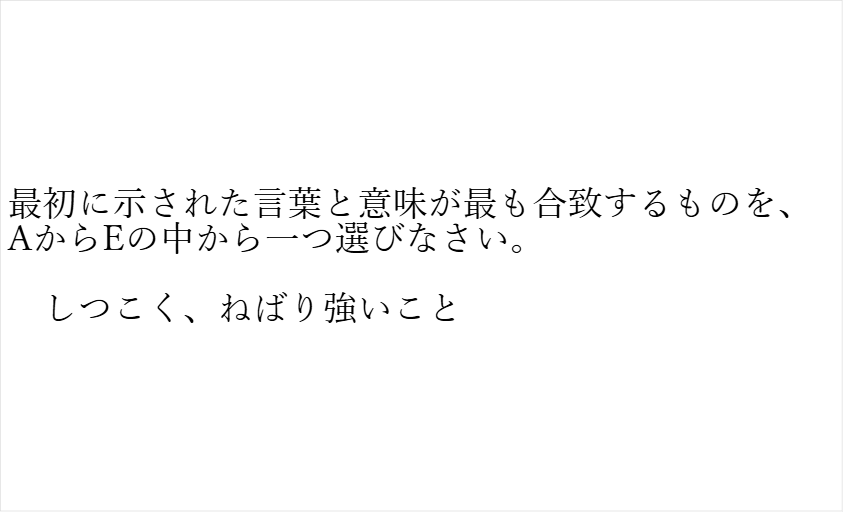 最初に示された言葉と意味が最も合致するものを、
AからEの中から一つ選びなさい。
しつこく、ねばり強いこと